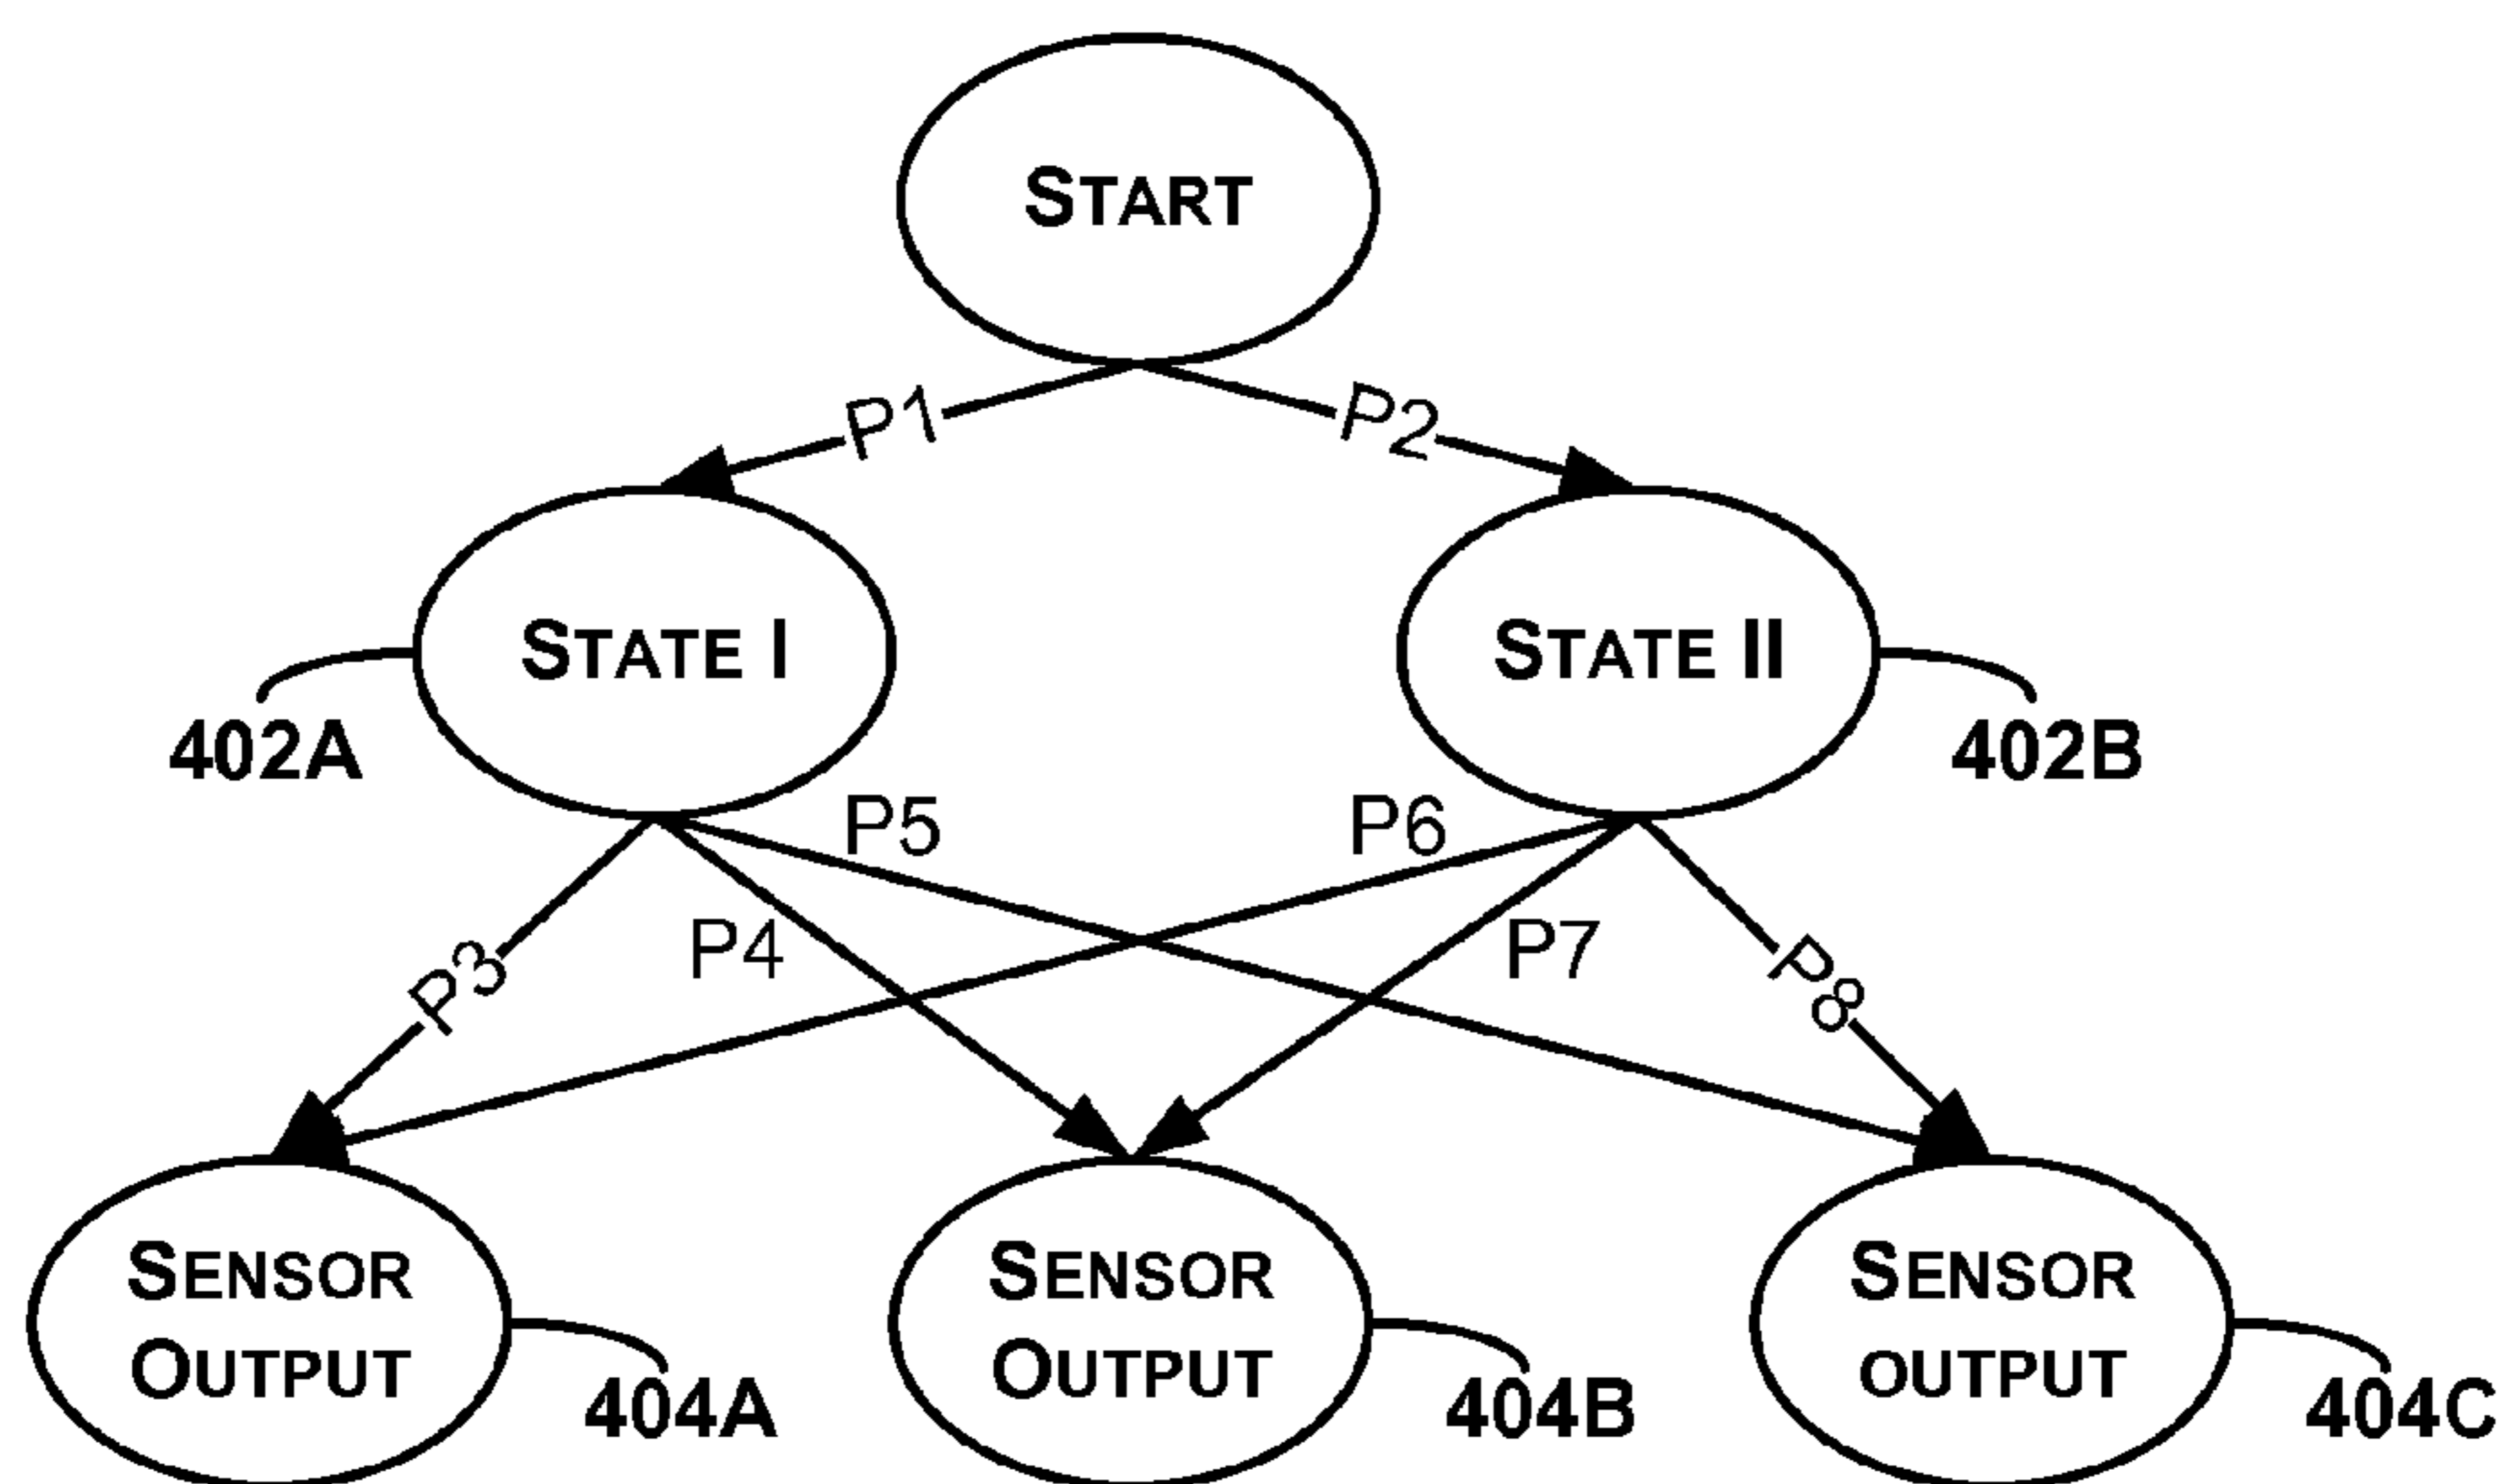 START
P1
P2
STATE I
STATE II
402A
402B
P5
P6
P4
P7
P3
P8
SENSOR
OUTPUT
SENSOR
OUTPUT
SENSOR
OUTPUT
404A
404B
404C